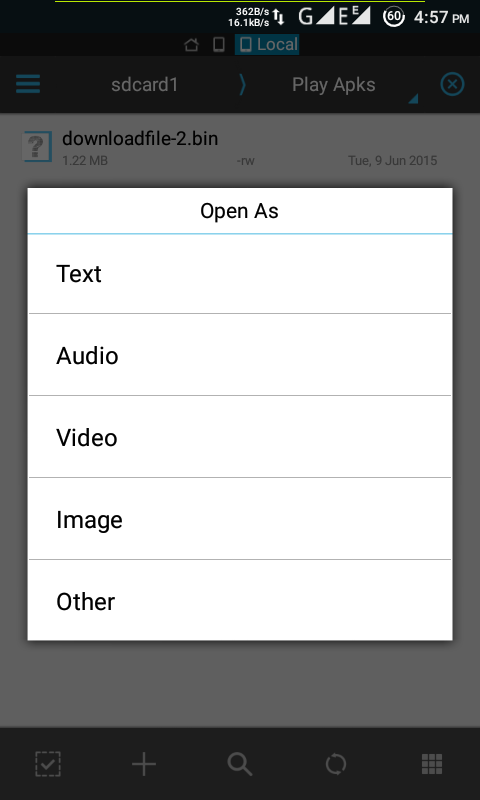 362B/s
16.1kB/s
G E E 60 4:57 PM
Local
sdcard1 ⟩ Play Apks
?
downloadfile-2.bin
1.22 MB -rw Tue, 9 Jun 2015
Open As
Text
Audio
Video
Image
Other